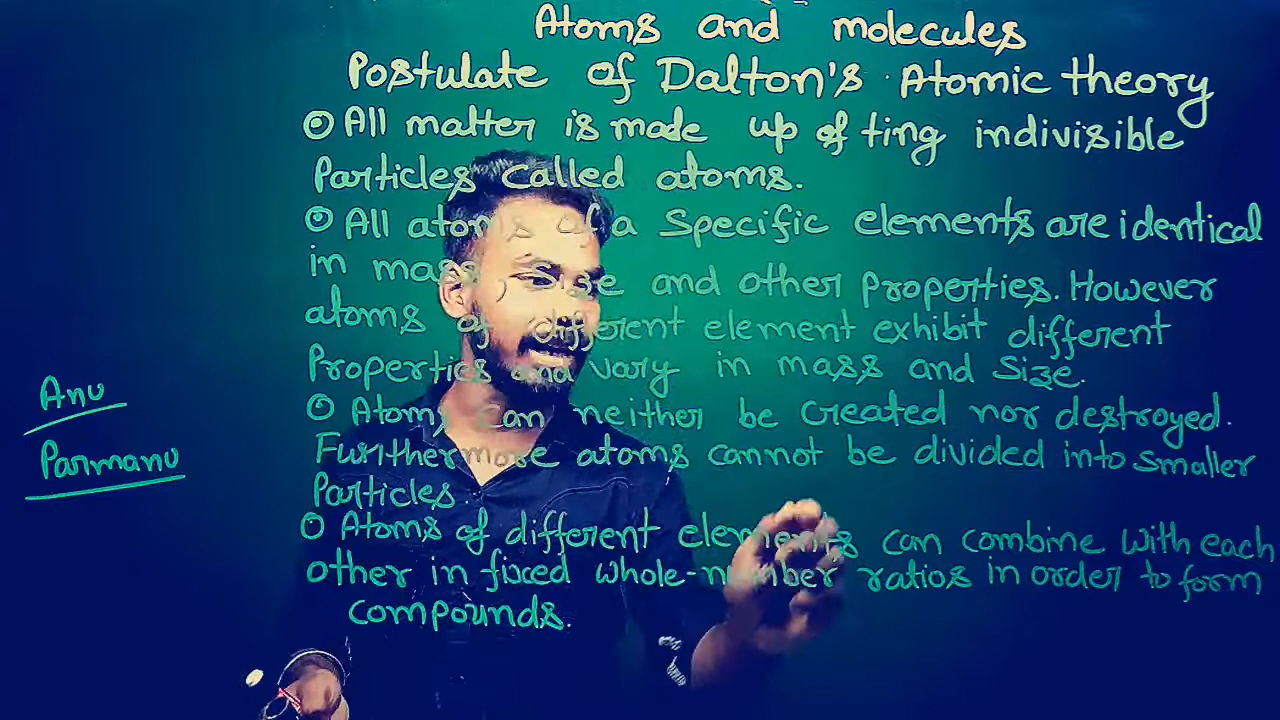 Atoms and molecules
Postulate of Dalton's Atomic theory
All matter is made up of ting indivisible
Particles called atoms.
All atoms of a Specific elements are identical
in mass, Size and other properties. However
atoms of different element exhibit different
Properties and vary in mass and Size.
Atoms can neither be created nor destroyed.
Furthermore atoms cannot be divided into smaller
Particles.
Atoms of different elements can combine with each
other in fixed whole-number ratios in order to form
compounds.
Anu
Parmanu